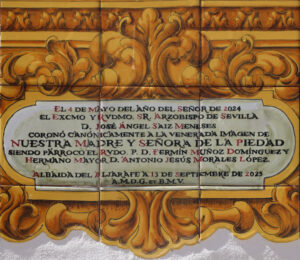 EL 4 DE MAYO DEL AÑO DEL SEÑOR DE 2024
EL EXCMO Y RVDMO. SR. ARZOBISPO DE SEVILLA
D. JOSÉ ÁNGEL SAIZ MENESES
CORONÓ CANÓNICAMENTE A LA VENERADA IMAGEN DE
NUESTRA MADRE Y SEÑORA DE LA PIEDAD
SIENDO PÁRROCO EL RVDO. P. D. FERMÍN MUÑOZ DOMÍNGUEZ Y
HERMANO MAYOR D. ANTONIO JESÚS MORALES LÓPEZ.
ALBAIDA DEL ALJARAFE A 13 DE SEPTIEMBRE DE 2025
A.M.D.G. ET B.M.V.